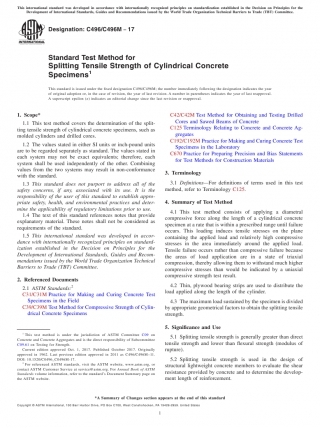 This international standard was developed in accordance with internationally recognized principles on standardization established in the Decision on Principles for the
Development of International Standards, Guides and Recommendations issued by the World Trade Organization Technical Barriers to Trade (TBT) Committee.
Designation: C496/C496M − 17
INTERNATIONAL
Standard Test Method for
Splitting Tensile Strength of Cylindrical Concrete
Specimens1
This standard is issued under the fixed designation C496/C496M; the number immediately following the designation indicates the year
of original adoption or, in the case of revision, the year of last revision. A number in parentheses indicates the year of last reapproval.
A superscript epsilon (ε) indicates an editorial change since the last revision or reapproval.
1. Scope*
1.1 This test method covers the determination of the split-
ting tensile strength of cylindrical concrete specimens, such as
molded cylinders and drilled cores.
1.2 The values stated in either SI units or inch-pound units
are to be regarded separately as standard. The values stated in
each system may not be exact equivalents; therefore, each
system shall be used independently of the other. Combining
values from the two systems may result in non-conformance
with the standard.
1.3 This standard does not purport to address all of the
safety concerns, if any, associated with its use. It is the
responsibility of the user of this standard to establish appro-
priate safety, health, and environmental practices and deter-
mine the applicability of regulatory limitations prior to use.
1.4 The text of this standard references notes that provide
explanatory material. These notes shall not be considered as
requirements of the standard.
1.5 This international standard was developed in accor-
dance with internationally recognized principles on standard-
ization established in the Decision on Principles for the
Development of International Standards, Guides and Recom-
mendations issued by the World Trade Organization Technical
Barriers to Trade (TBT) Committee.
2. Referenced Documents
2.1 ASTM Standards:2
C31/C31M Practice for Making and Curing Concrete Test
Specimens in the Field
C39/C39M Test Method for Compressive Strength of Cylin-
drical Concrete Specimens
1 This test method is under the jurisdiction of ASTM Committee C09 on
Concrete and Concrete Aggregates and is the direct responsibility of Subcommittee
C09.61 on Testing for Strength.
Current edition approved Oct. 1, 2017. Published October 2017. Originally
approved in 1962. Last previous edition approved in 2011 as C496/C496M–11.
DOI: 10.1520/C0496_C0496M-17.
2 For referenced ASTM standards, visit the ASTM website, www.astm.org, or
contact ASTM Customer Service at service@astm.org. For Annual Book of ASTM
Standards volume information, refer to the standard's Document Summary page on
the ASTM website.
C42/C42M Test Method for Obtaining and Testing Drilled
Cores and Sawed Beams of Concrete
C125 Terminology Relating to Concrete and Concrete Ag-
gregates
C192/C192M Practice for Making and Curing Concrete Test
Specimens in the Laboratory
C670 Practice for Preparing Precision and Bias Statements
for Test Methods for Construction Materials
3. Terminology
3.1 Definitions—For definitions of terms used in this test
method, refer to Terminology C125.
4. Summary of Test Method
4.1 This test method consists of applying a diametral
compressive force along the length of a cylindrical concrete
specimen at a rate that is within a prescribed range until failure
occurs. This loading induces tensile stresses on the plane
containing the applied load and relatively high compressive
stresses in the area immediately around the applied load.
Tensile failure occurs rather than compressive failure because
the areas of load application are in a state of triaxial
compression, thereby allowing them to withstand much higher
compressive stresses than would be indicated by a uniaxial
compressive strength test result.
4.2 Thin, plywood bearing strips are used to distribute the
load applied along the length of the cylinder.
4.3 The maximum load sustained by the specimen is divided
by appropriate geometrical factors to obtain the splitting tensile
strength.
5. Significance and Use
5.1 Splitting tensile strength is generally greater than direct
tensile strength and lower than flexural strength (modulus of
rupture).
5.2 Splitting tensile strength is used in the design of
structural lightweight concrete members to evaluate the shear
resistance provided by concrete and to determine the develop-
ment length of reinforcement.
*A Summary of Changes section appears at the end of this standard
Copyright © ASTM International, 100 Barr Harbor Drive, PO Box C700, West Conshohocken, PA 19428-2959. United States
1